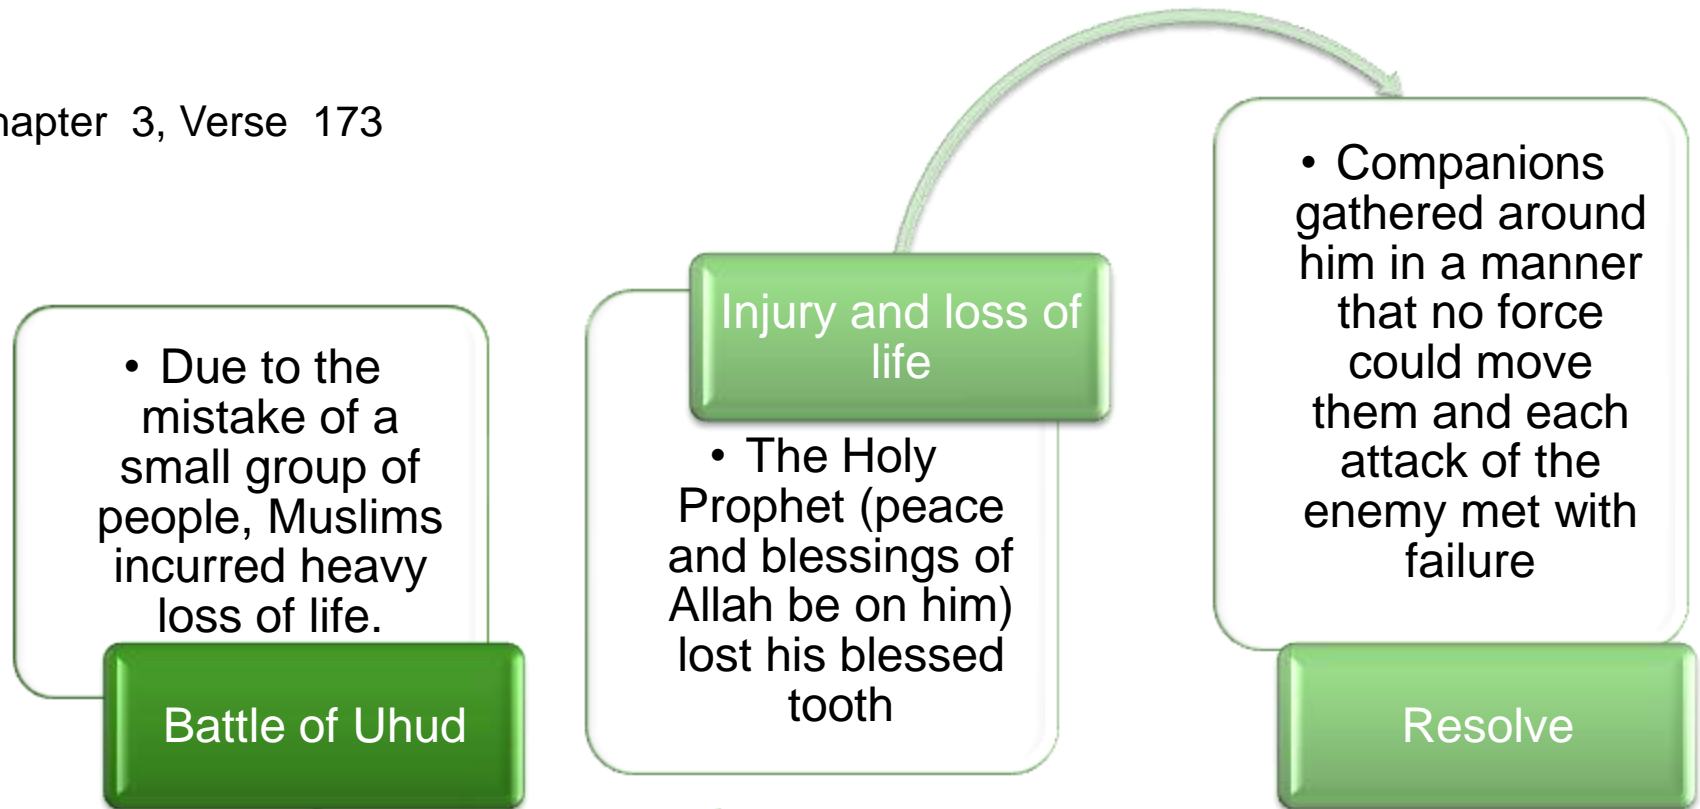 hapter 3, Verse 173
• Due to the
mistake of a
small group of
people, Muslims
incurred heavy
loss of life.
Battle of Uhud
Injury and loss of
life
• The Holy
Prophet (peace
and blessings of
Allah be on him)
lost his blessed
tooth
• Companions
gathered around
him in a manner
that no force
could move
them and each
attack of the
enemy met with
failure
Resolve